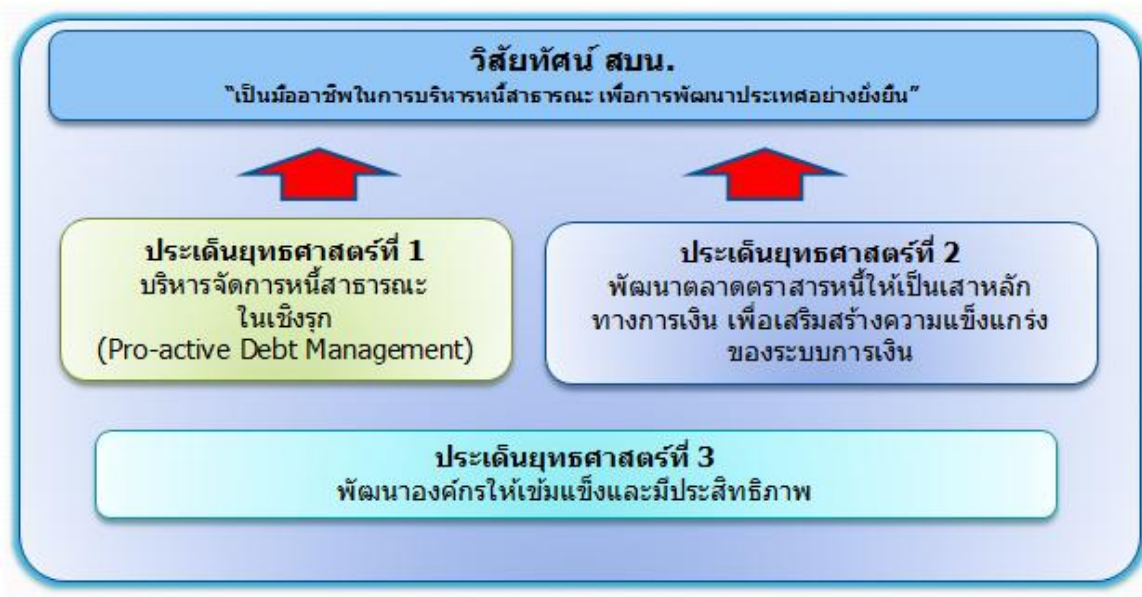 วิสัยทัศน์ สบน.
“เป็นมืออาชีพในการบริหารหนี้สาธารณะ เพื่อการพัฒนาประเทศอย่างยั่งยืน”
ประเด็นยุทธศาสตร์ที่ 1
บริหารจัดการหนี้สาธารณะ
ในเชิงรุก
(Pro-active Debt Management)
ประเด็นยุทธศาสตร์ที่ 2
พัฒนาตลาดตราสารหนี้ให้เป็นเสาหลัก
ทางการเงิน เพื่อเสริมสร้างความแข็งแกร่ง
ของระบบการเงิน
ประเด็นยุทธศาสตร์ที่ 3
พัฒนาองค์กรให้เข้มแข็งและมีประสิทธิภาพ